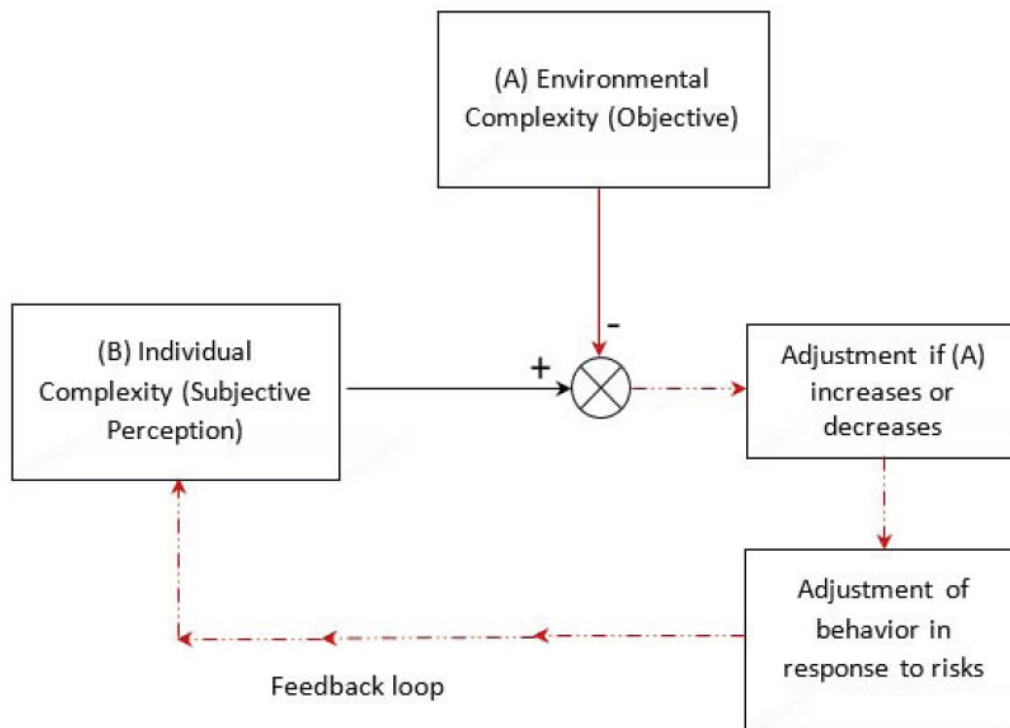 (A) Environmental
Complexity (Objective)
-
(B) Individual
Complexity (Subjective
Perception)
+
Adjustment if (A)
increases or
decreases
Adjustment of
behavior in
response to risks
Feedback loop